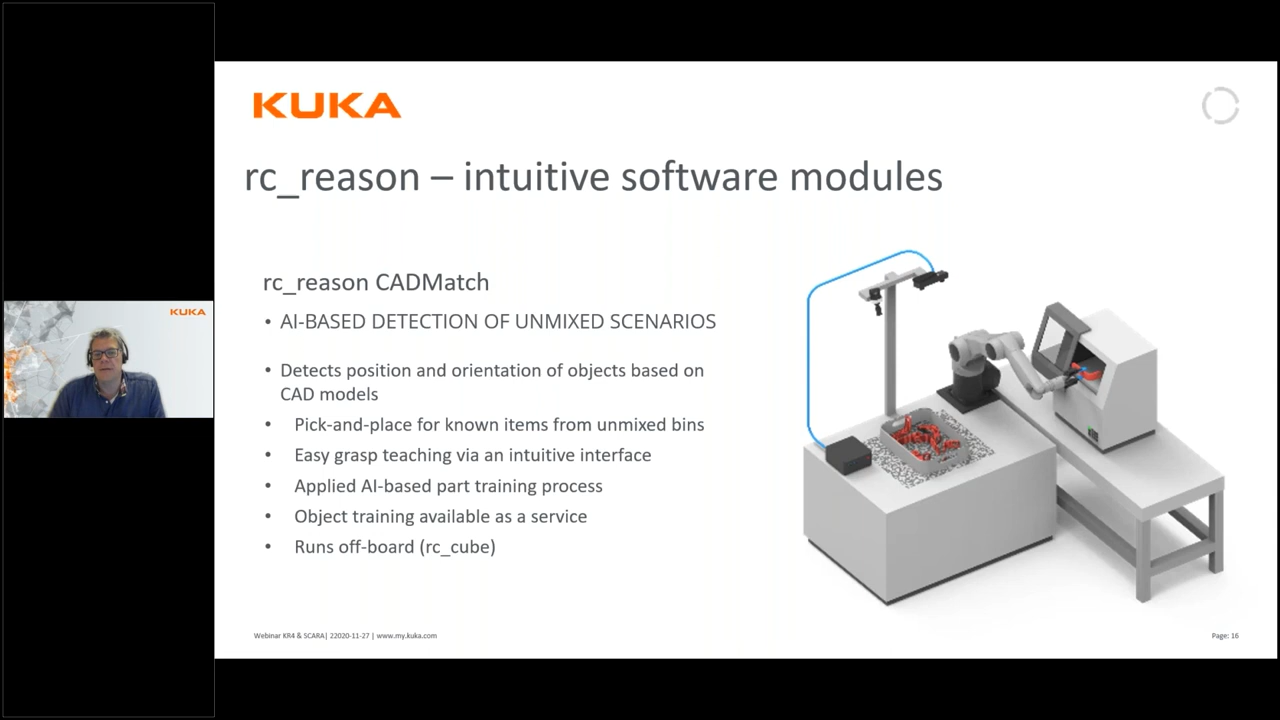 KUKA
rc_reason – intuitive software modules
rc_reason CADMatch
• AI-BASED DETECTION OF UNMIXED SCENARIOS
• Detects position and orientation of objects based on
CAD models
• Pick-and-place for known items from unmixed bins
• Easy grasp teaching via an intuitive interface
• Applied AI-based part training process
• Object training available as a service
• Runs off-board (rc_cube)
KUKA
Webinar KR4 & SCARA| 22020-11-27 | www.my.kuka.com
Page: 16